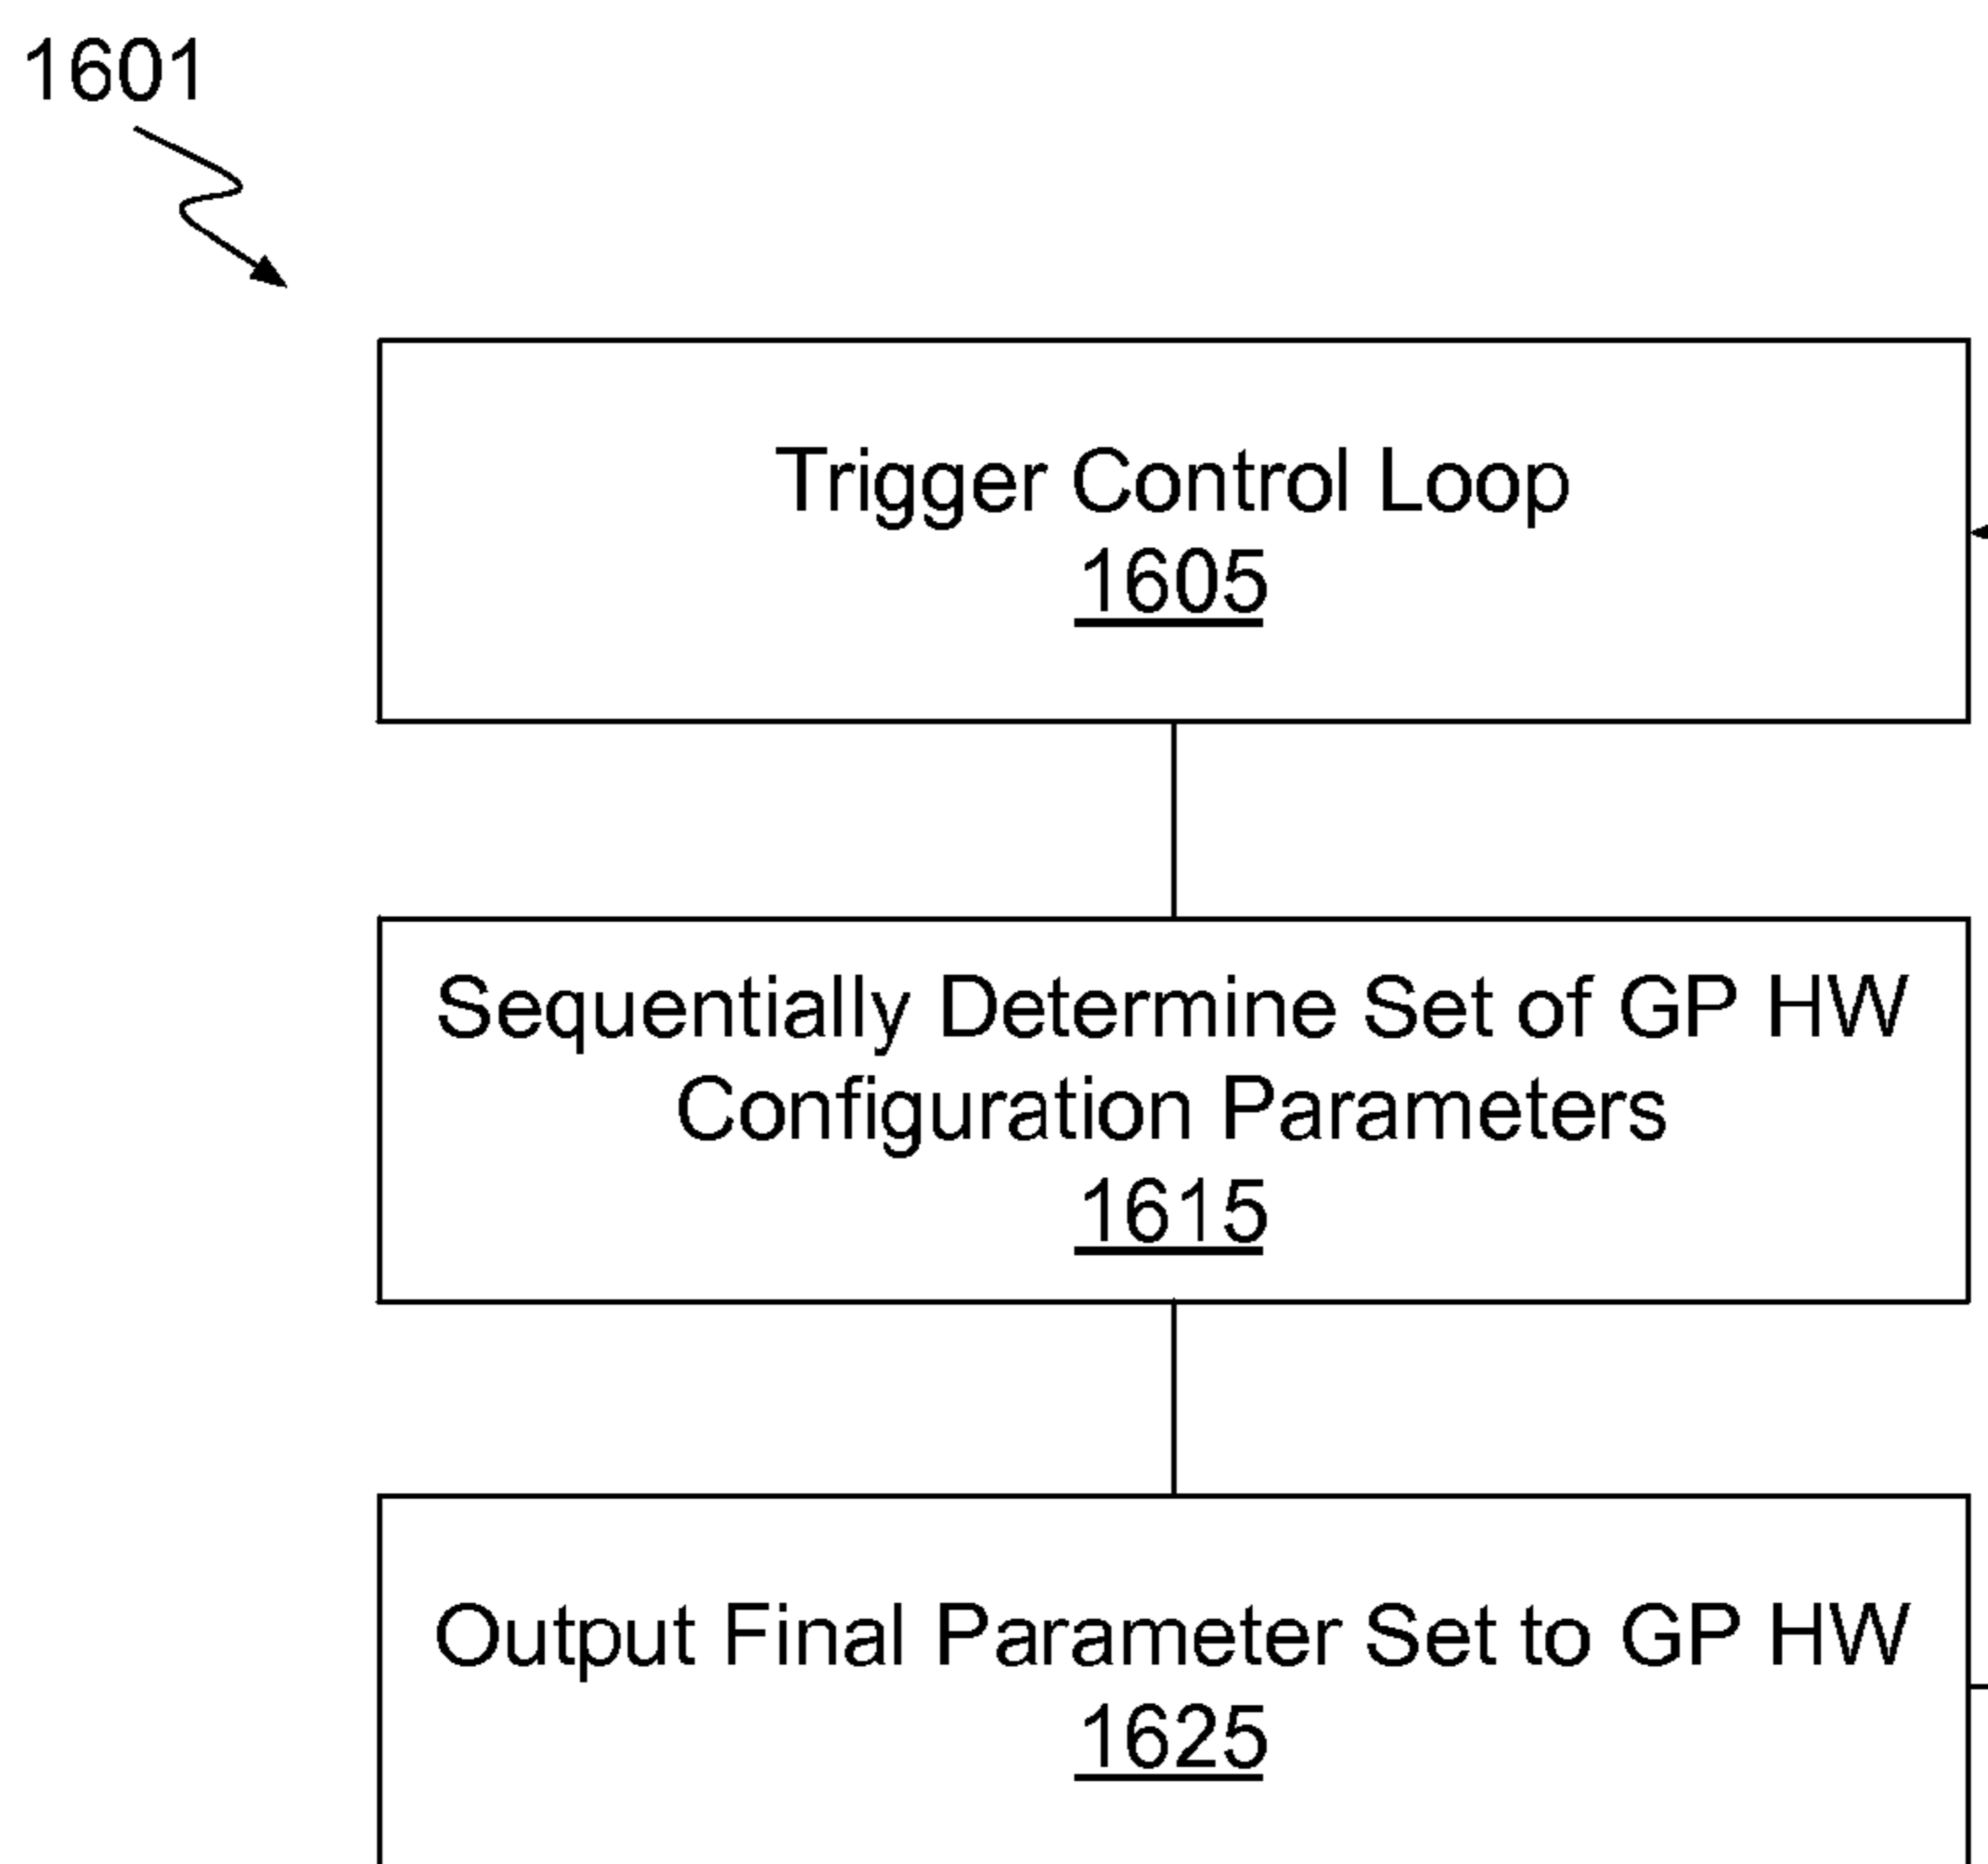 1601
Trigger Control Loop
1605
Sequentially Determine Set of GP HW
Configuration Parameters
1615
Output Final Parameter Set to GP HW
1625